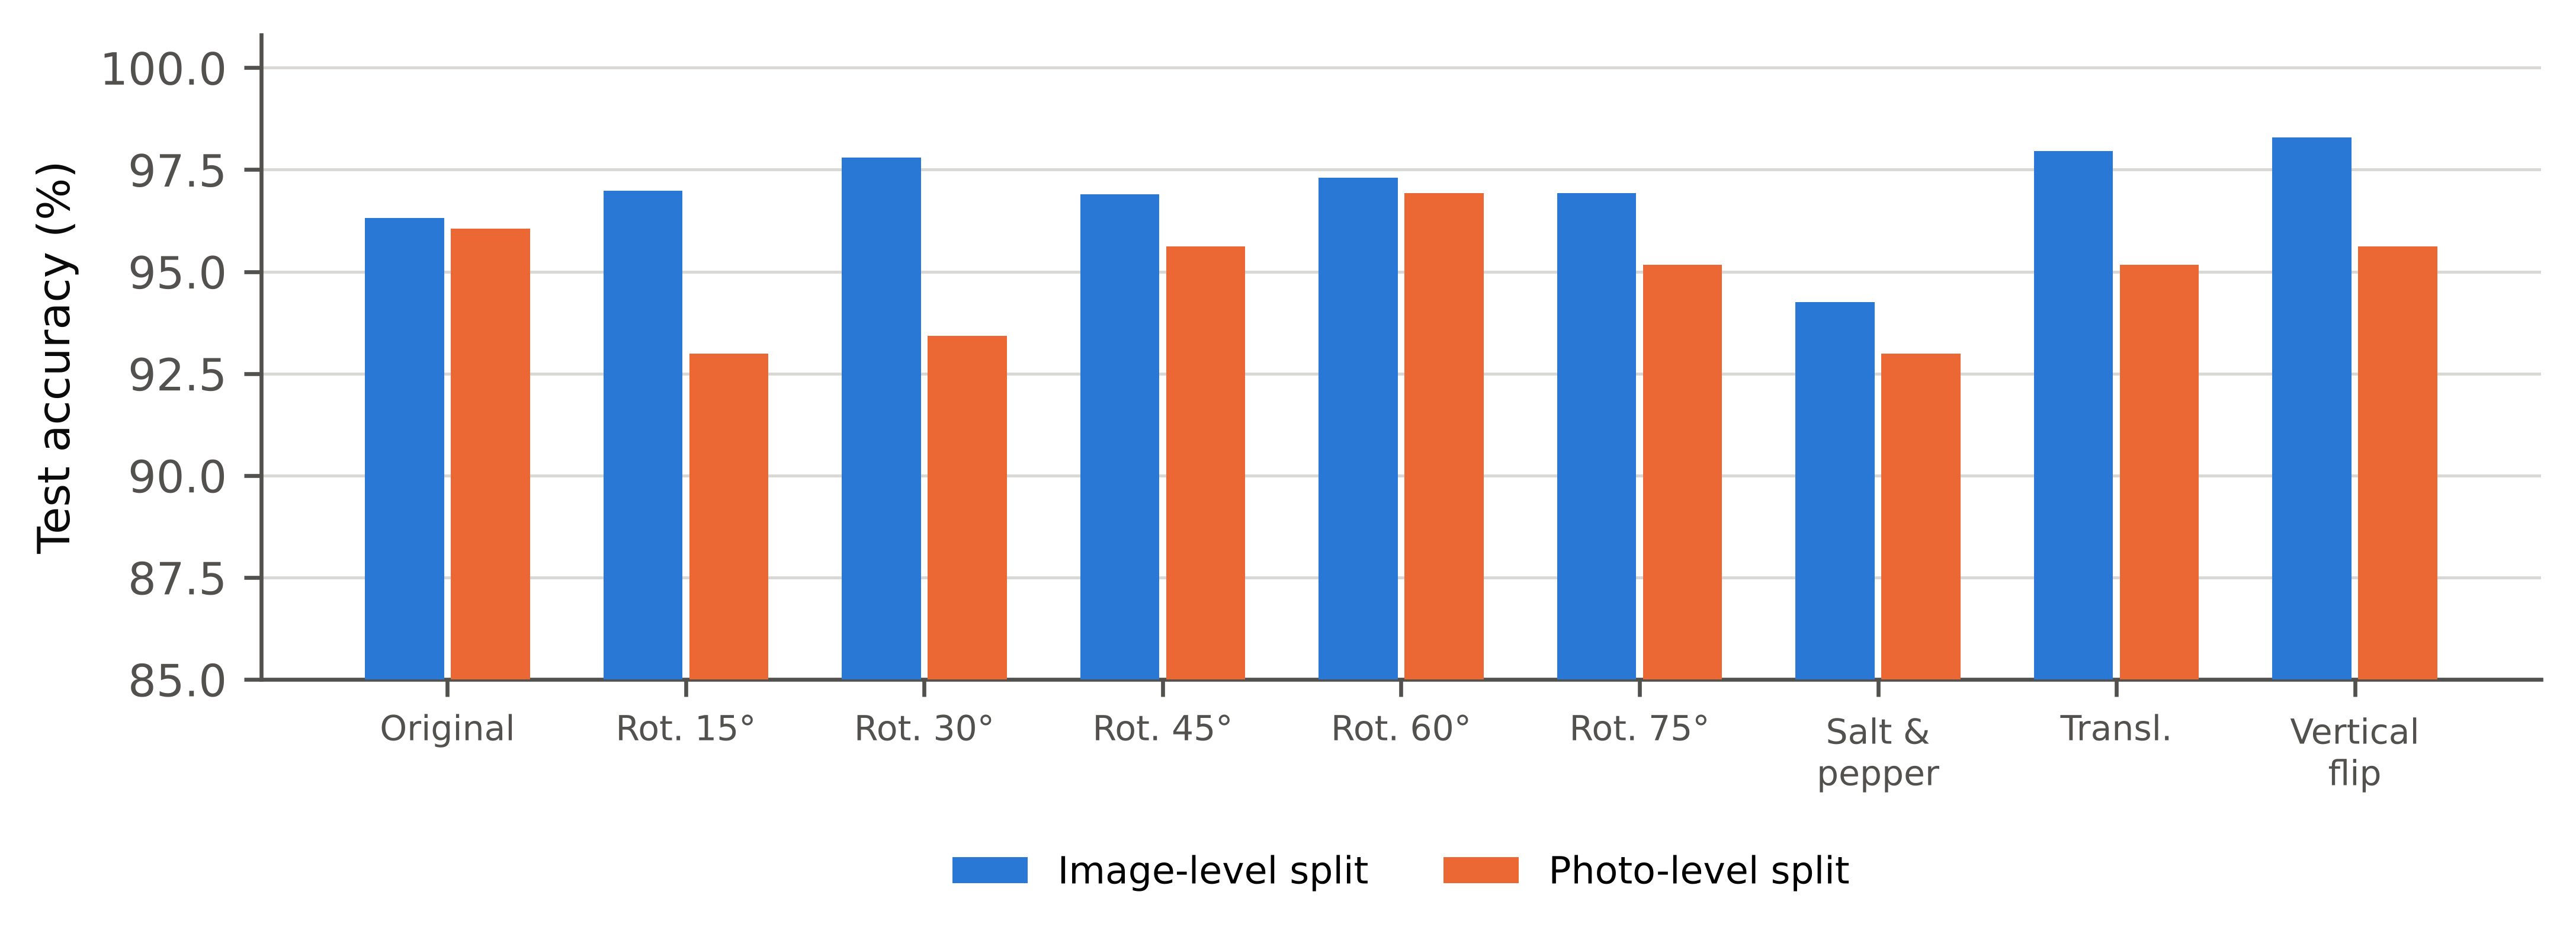 Test accuracy (%)
100.0
97.5
95.0
92.5
90.0
87.5
85.0
Original
Rot. 15°
Rot. 30°
Rot. 45°
Rot. 60°
Rot. 75°
Salt &
pepper
Transl.
Vertical
flip
Image-level split
Photo-level split